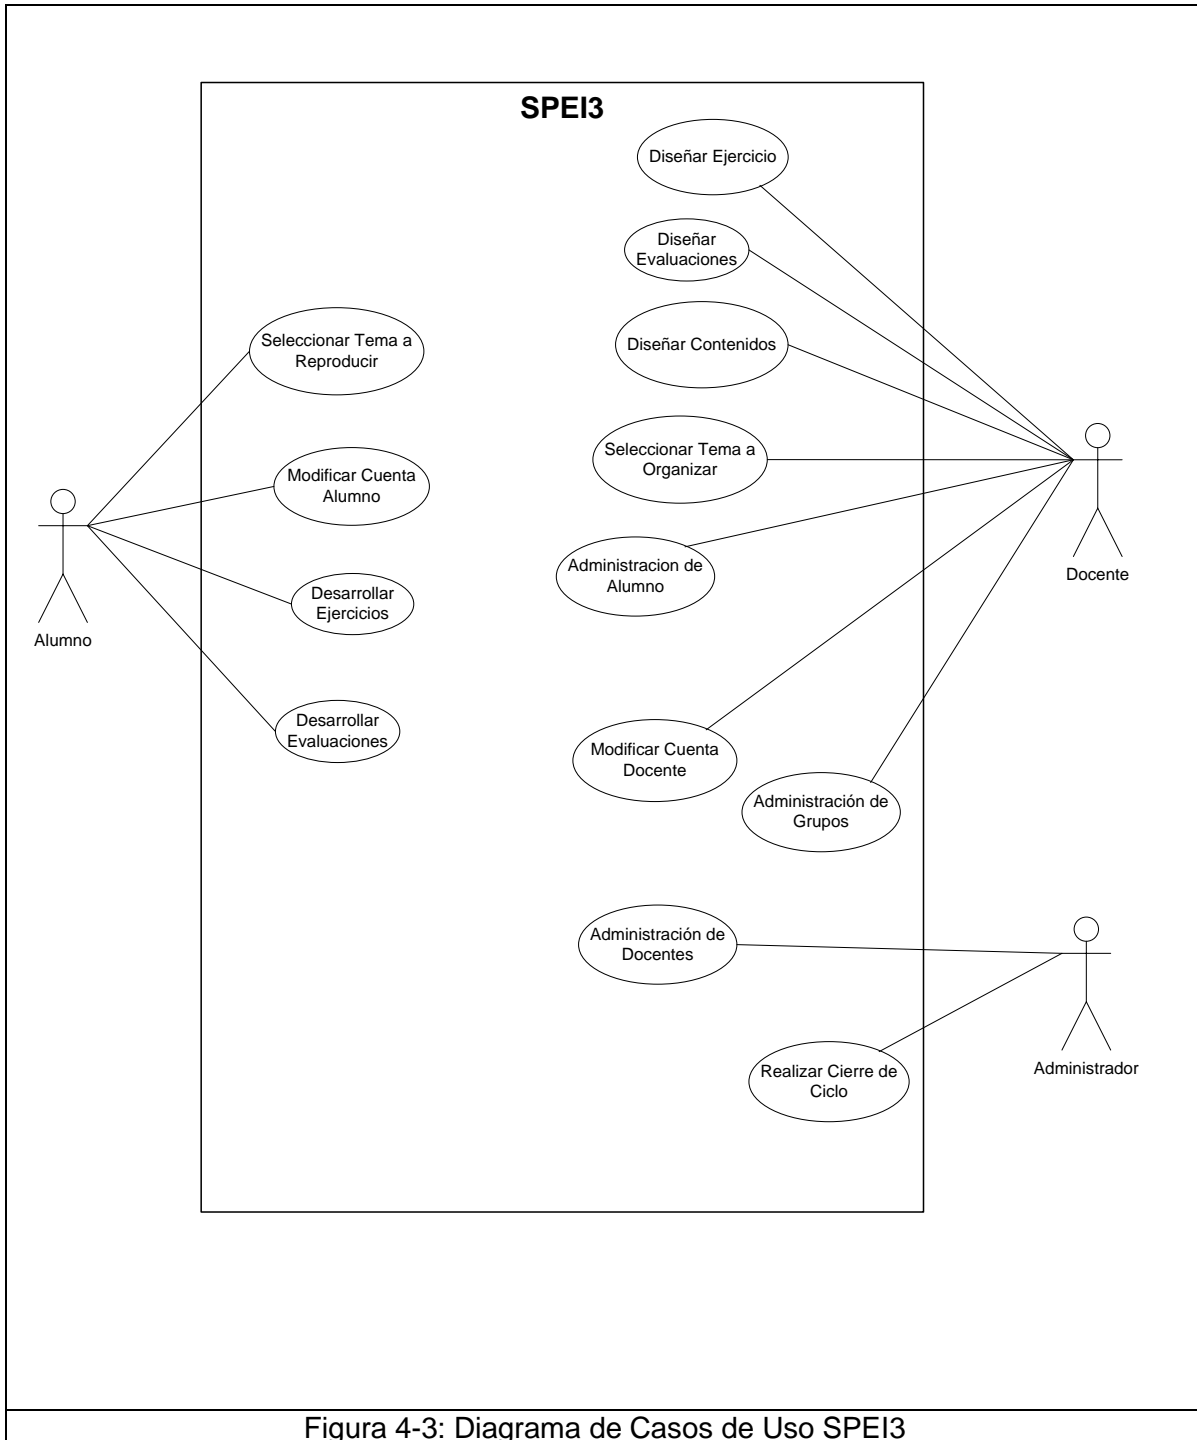 SPEI3
Diseñar Ejercicio
Diseñar
Evaluaciones
Diseñar Contenidos
Seleccionar Tema a
Reproducir
Seleccionar Tema a
Organizar
Modificar Cuenta
Alumno
Administracion de
Alumno
Docente
Desarrollar
Ejercicios
Alumno
Desarrollar
Evaluaciones
Modificar Cuenta
Docente
Administración de
Grupos
Administración de
Docentes
Realizar Cierre de
Ciclo
Administrador
Figura 4-3: Diagrama de Casos de Uso SPEI3